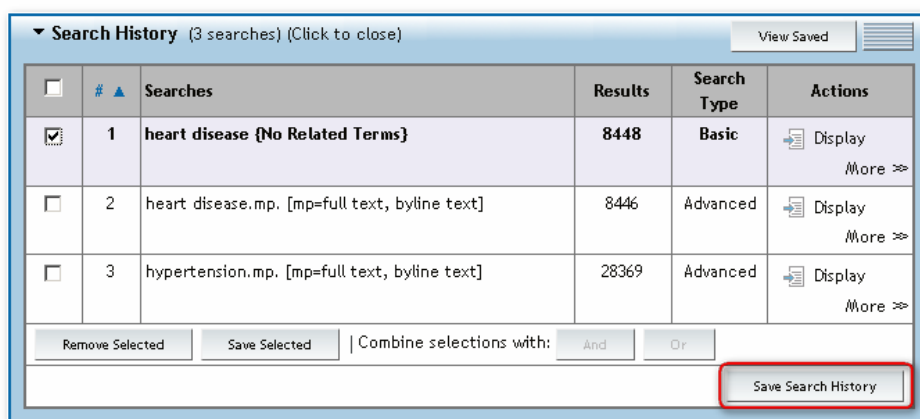 ▼ Search History (3 searches) (Click to close) View Saved
# ▲ Searches Results Search Type Actions
1 heart disease {No Related Terms} 8448 Basic Display
More >>
2 heart disease.mp. [mp=full text, byline text] 8446 Advanced Display
More >>
3 hypertension.mp. [mp=full text, byline text] 28369 Advanced Display
More >>
Remove Selected Save Selected | Combine selections with: And Or
Save Search History